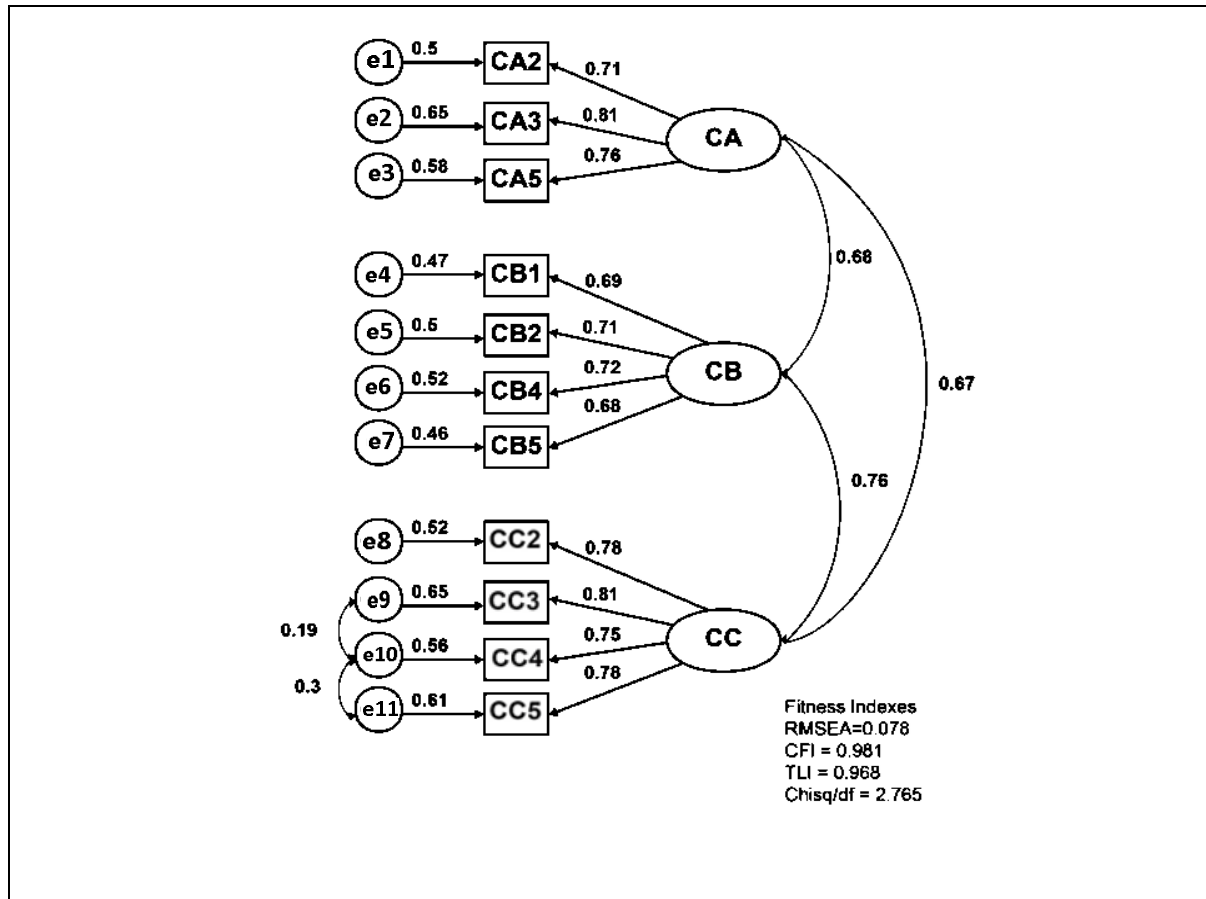 e1 0.5 CA2 0.71
e2 0.65 CA3 0.81 CA
e3 0.58 CA5 0.76
0.68
e4 0.47 CB1 0.69
e5 0.5 CB2 0.71
e6 0.52 CB4 0.72 CB 0.67
e7 0.46 CB5 0.68
0.76
e8 0.52 CC2 0.78
e9 0.65 CC3 0.81
0.19
e10 0.56 CC4 0.75 CC
0.3
e11 0.61 CC5 0.78
Fitness Indexes
RMSEA=0.078
CFI = 0.981
TLI = 0.968
Chisq/df = 2.765